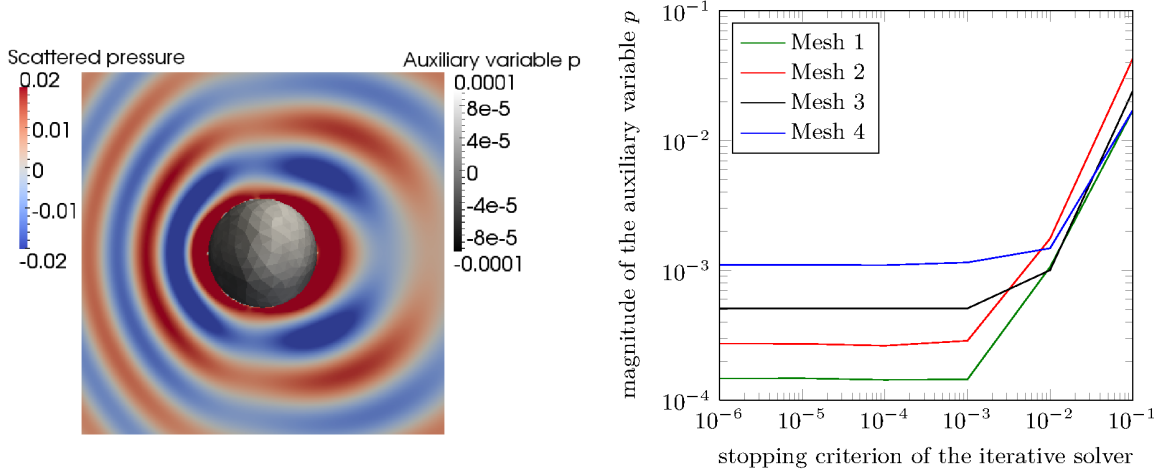 Scattered pressure
0.02
0.01
0
-0.01
-0.02
Auxiliary variable p
0.0001
8e-5
4e-5
0
-4e-5
-8e-5
-0.0001
magnitude of the auxiliary variable p
10⁻¹
10⁻²
10⁻³
10⁻⁴
Mesh 1
Mesh 2
Mesh 3
Mesh 4
10⁻⁶ 10⁻⁵ 10⁻⁴ 10⁻³ 10⁻² 10⁻¹
stopping criterion of the iterative solver